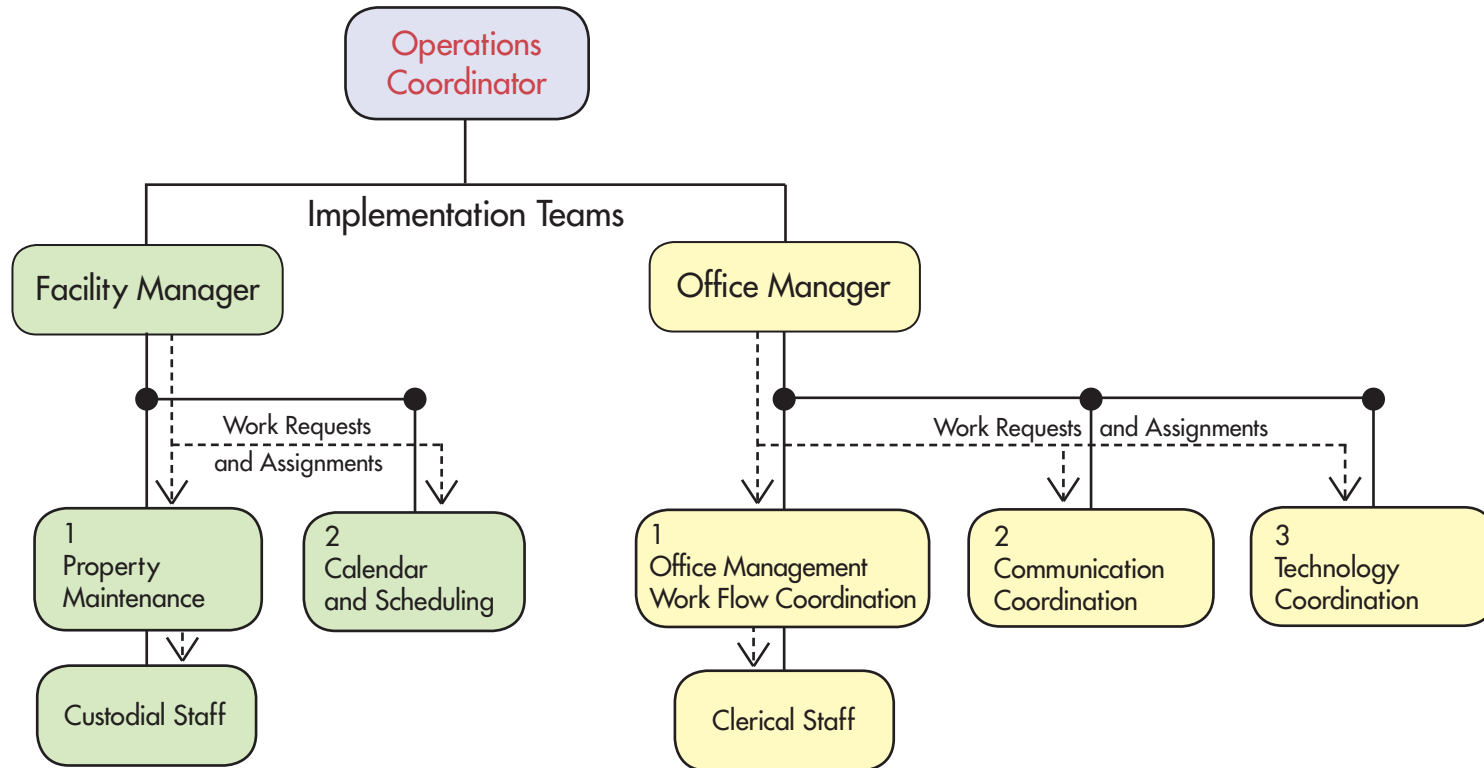 Operations
Coordinator
Implementation Teams
Facility Manager
Office Manager
Work Requests
and Assignments
Work Requests and Assignments
1
Property
Maintenance
2
Calendar
and Scheduling
1
Office Management
Work Flow Coordination
2
Communication
Coordination
3
Technology
Coordination
Custodial Staff
Clerical Staff